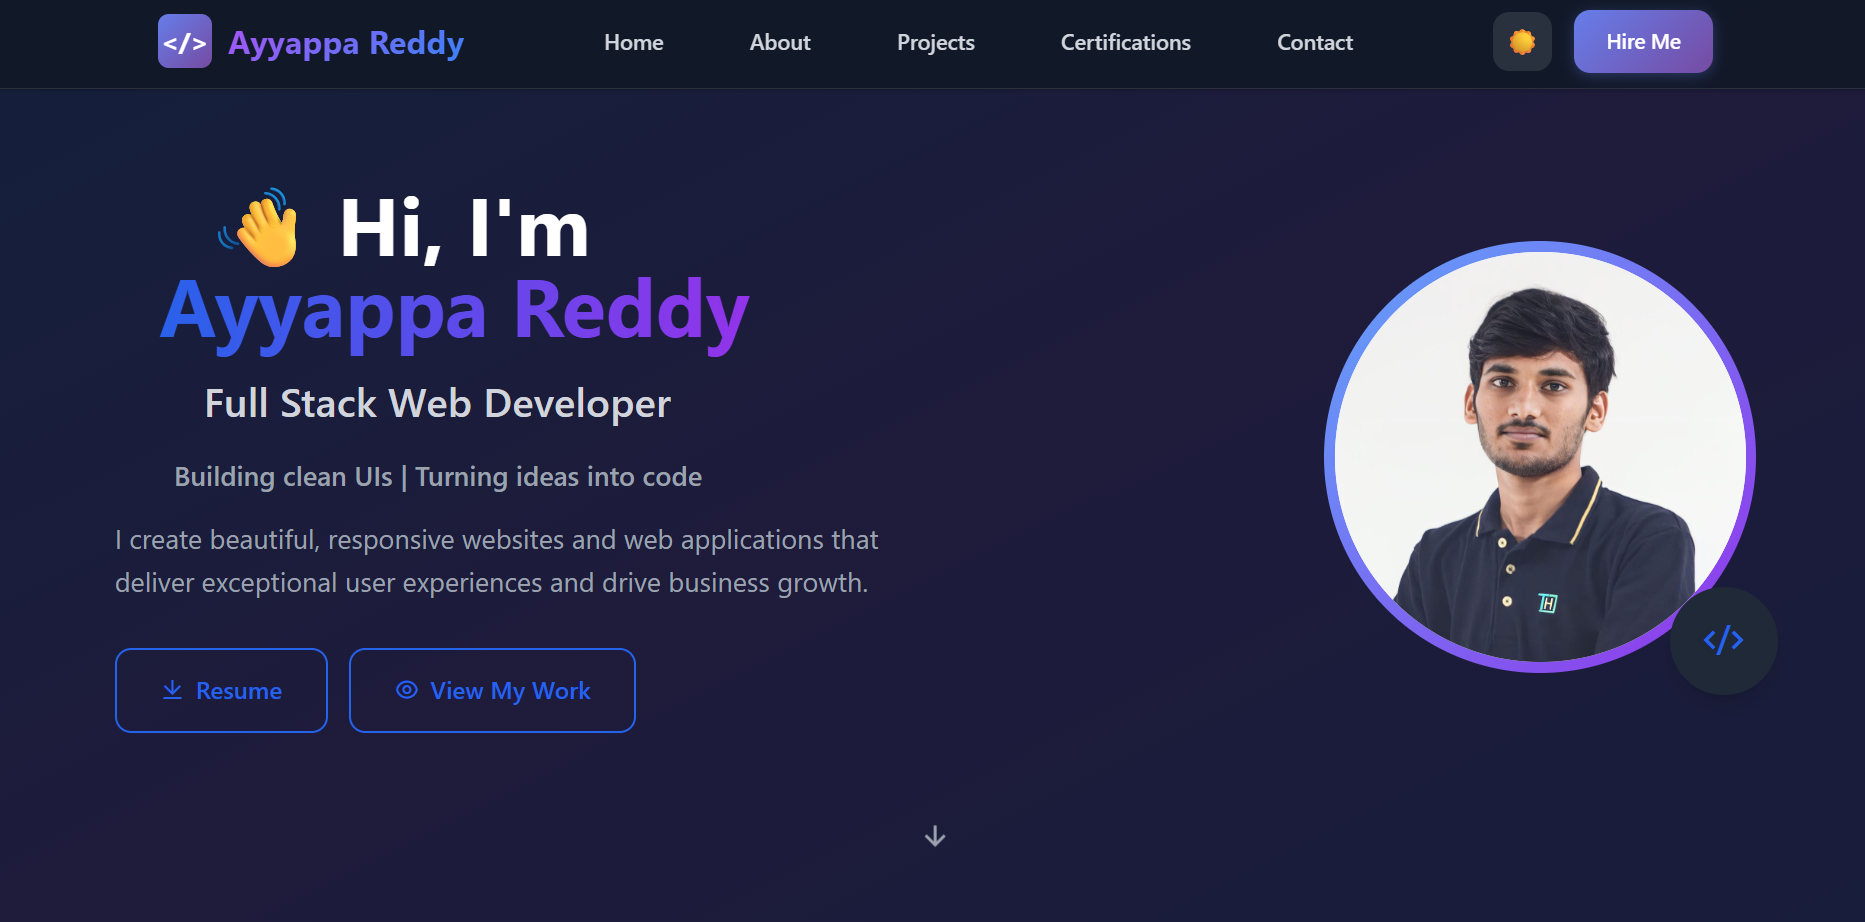 </> Ayyappa Reddy
Home
About
Projects
Certifications
Contact
Hire Me
👋 Hi, I'm
Ayyappa Reddy
Full Stack Web Developer
Building clean UIs | Turning ideas into code
I create beautiful, responsive websites and web applications that
deliver exceptional user experiences and drive business growth.
Resume
View My Work
H
</>